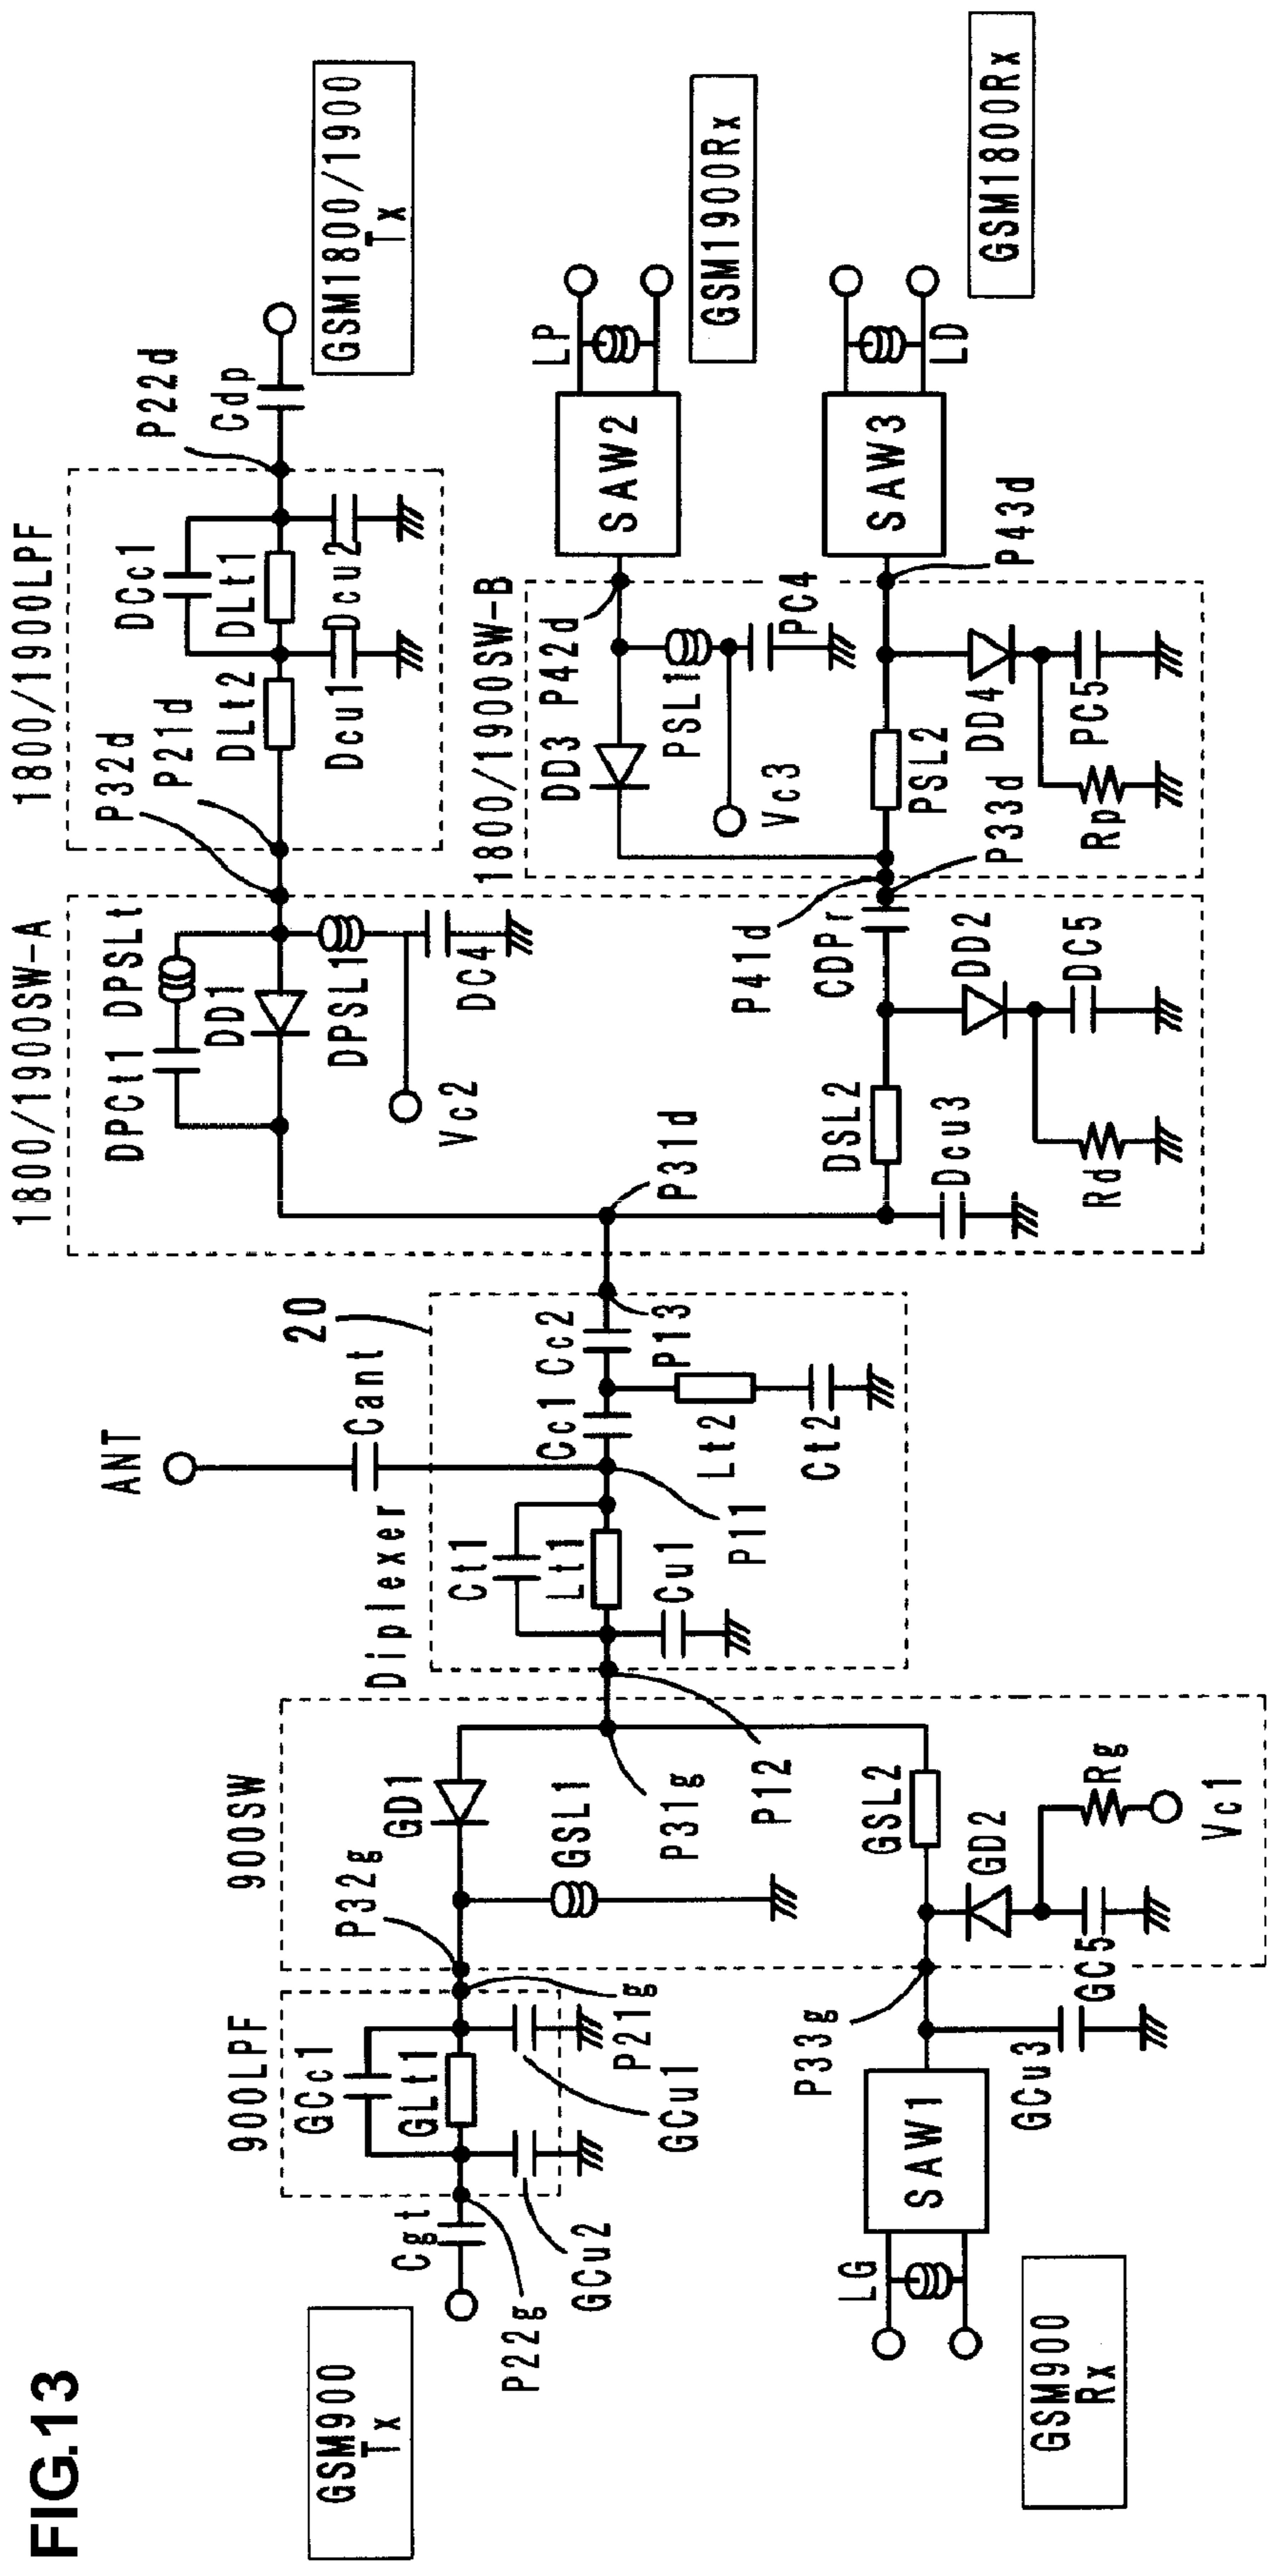 FIG.13
GSM900
Tx
Cgt
P22g
GCu2
900LPF
GCc1
GLt1
GCu1
P21g
P32g
900SW
GD1
GSL1
P31g
P12
GSL2
GD2
Rg
Vc1
GC5
P33g
GCu3
SAW1
LG
GSM900
Rx
Diplexer
20
ANT
Cant
Ct1
Lt1
Cu1
P11
Cc1
Cc2
P13
Lt2
Ct2
1800/1900SW-A
DPCt1
DPSLt
DD1
DPSL1
DC4
Vc2
P31d
DSL2
Dcu3
Rd
DD2
DC5
CDPr
P41d
P33d
P32d
P21d
1800/1900LPF
DLt2
DLt1
DCc1
Dcu1
Dcu2
P22d
Cdp
GSM1800/1900
Tx
1800/1900SW-B
DD3
P42d
PSL1
PC4
Vc3
PSL2
DD4
PC5
Rp
P43d
SAW2
LP
GSM1900Rx
SAW3
LD
GSM1800Rx